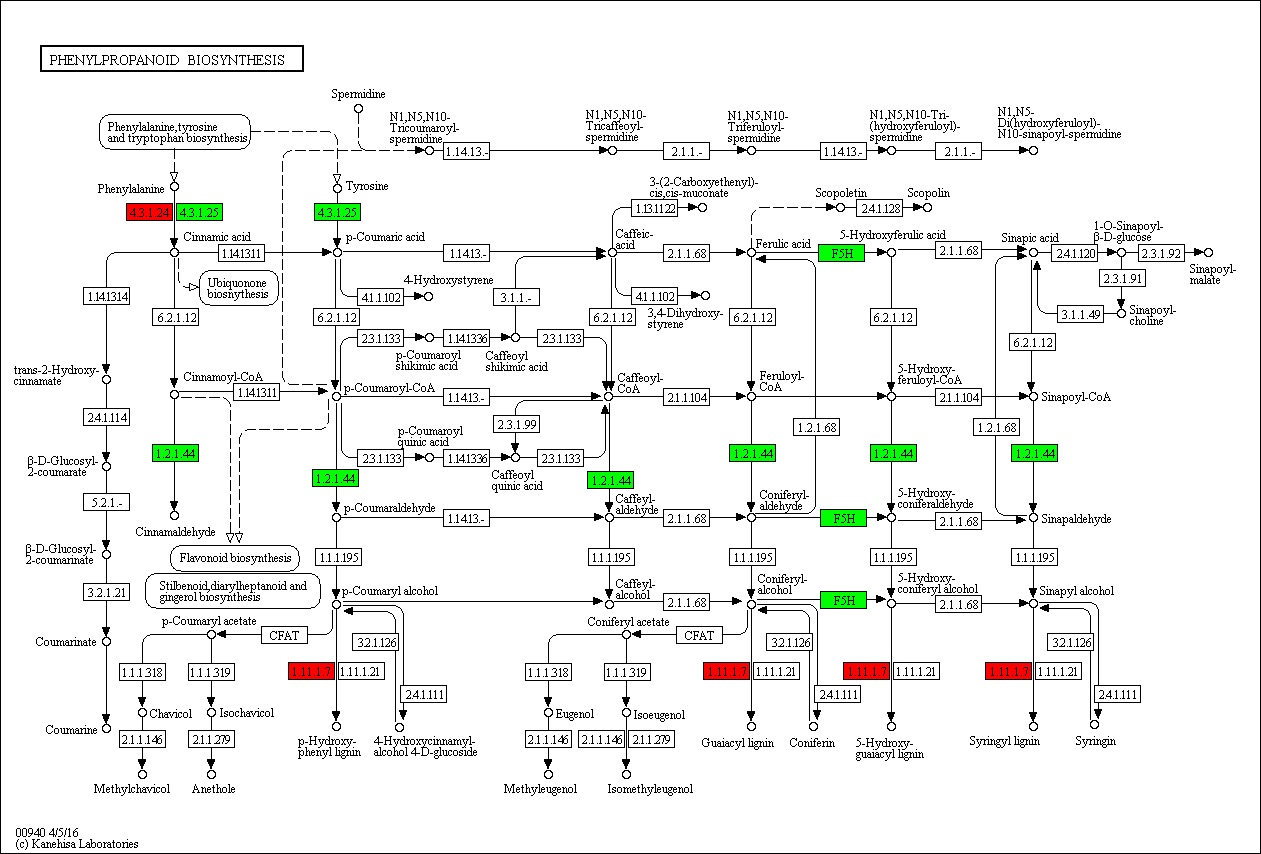 PHENYLPROPANOID BIOSYNTHESIS
Spermidine
N1,N5,N10-
Tricoumaroyl-
spermidine
N1,N5,N10-
Tricaffeoyl-
spermidine
N1,N5,N10-
Triferuloyl-
spermidine
N1,N5,N10-Tri-
(hydroxyferuloyl)-
spermidine
N1,N5-
Di(hydroxyferuloyl)-
N10-sinapoyl-spermidine
Phenylalanine,tyrosine
and tryptophan biosynthesis
1.14.13.-
2.1.1.-
1.14.13.-
2.1.1.-
Phenylalanine
Tyrosine
3-(2-Carboxyethenyl)-
cis,cis-muconate
Scopoletin
Scopolin
4.3.1.24
4.3.1.25
4.3.1.25
1.13.11.22
2.4.1.128
Cinnamic acid
p-Coumaric acid
Caffeic-
acid
Ferulic acid
5-Hydroxyferulic acid
Sinapic acid
1-O-Sinapoyl-
β-D-glucose
1.14.13.11
1.14.13.-
2.1.1.68
F5H
2.1.1.68
2.4.1.120
2.3.1.92
Sinapoyl-
malate
Ubiquonone
biosnythesis
4-Hydroxystyrene
2.3.1.91
1.14.13.14
4.1.1.102
3.1.1.-
4.1.1.102
3,4-Dihydroxy-
styrene
3.1.1.49
Sinapoyl-
choline
6.2.1.12
6.2.1.12
6.2.1.12
6.2.1.12
6.2.1.12
6.2.1.12
2.3.1.133
1.14.13.36
2.3.1.133
p-Coumaroyl
shikimic acid
Caffeoyl
shikimic acid
trans-2-Hydroxy-
cinnamate
Cinnamoyl-CoA
1.14.13.11
p-Coumaroyl-CoA
1.14.13.-
Caffeoyl-
CoA
2.1.1.104
Feruloyl-
CoA
5-Hydroxy-
feruloyl-CoA
2.1.1.104
Sinapoyl-CoA
2.4.1.114
2.3.1.99
1.2.1.68
1.2.1.68
p-Coumaroyl
quinic acid
2.3.1.133
1.14.13.36
2.3.1.133
Caffeoyl
quinic acid
β-D-Glucosyl-
2-coumarate
1.2.1.44
1.2.1.44
1.2.1.44
1.2.1.44
1.2.1.44
1.2.1.44
5.2.1.-
Cinnamaldehyde
p-Coumaraldehyde
1.14.13.-
Caffeyl-
aldehyde
2.1.1.68
Coniferyl-
aldehyde
F5H
5-Hydroxy-
coniferaldehyde
2.1.1.68
Sinapaldehyde
β-D-Glucosyl-
2-coumarinate
Flavonoid biosynthesis
1.1.1.195
1.1.1.195
1.1.1.195
1.1.1.195
1.1.1.195
Stilbenoid,diarylheptanoid and
gingerol biosynthesis
3.2.1.21
p-Coumaryl alcohol
Caffeyl-
alcohol
2.1.1.68
Coniferyl-
alcohol
F5H
5-Hydroxy-
coniferyl alcohol
2.1.1.68
Sinapyl alcohol
p-Coumaryl acetate
CFAT
Coniferyl acetate
CFAT
Coumarinate
3.2.1.126
3.2.1.126
3.2.1.126
1.1.1.318
1.1.1.319
1.11.1.7
1.11.1.21
1.1.1.318
1.1.1.319
1.11.1.7
1.11.1.21
1.11.1.7
1.11.1.21
1.11.1.7
1.11.1.21
2.4.1.111
2.4.1.111
2.4.1.111
Chavicol
Isochavicol
Eugenol
Isoeugenol
Coumarine
2.1.1.146
2.1.1.279
2.1.1.146
2.1.1.146
2.1.1.279
p-Hydroxy-
phenyl lignin
4-Hydroxycinnamyl-
alcohol 4-D-glucoside
Guaiacyl lignin
Coniferin
5-Hydroxy-
guaiacyl lignin
Syringyl lignin
Syringin
Methylchavicol
Anethole
Methyleugenol
Isomethyleugenol
00940 4/5/16
(c) Kanehisa Laboratories